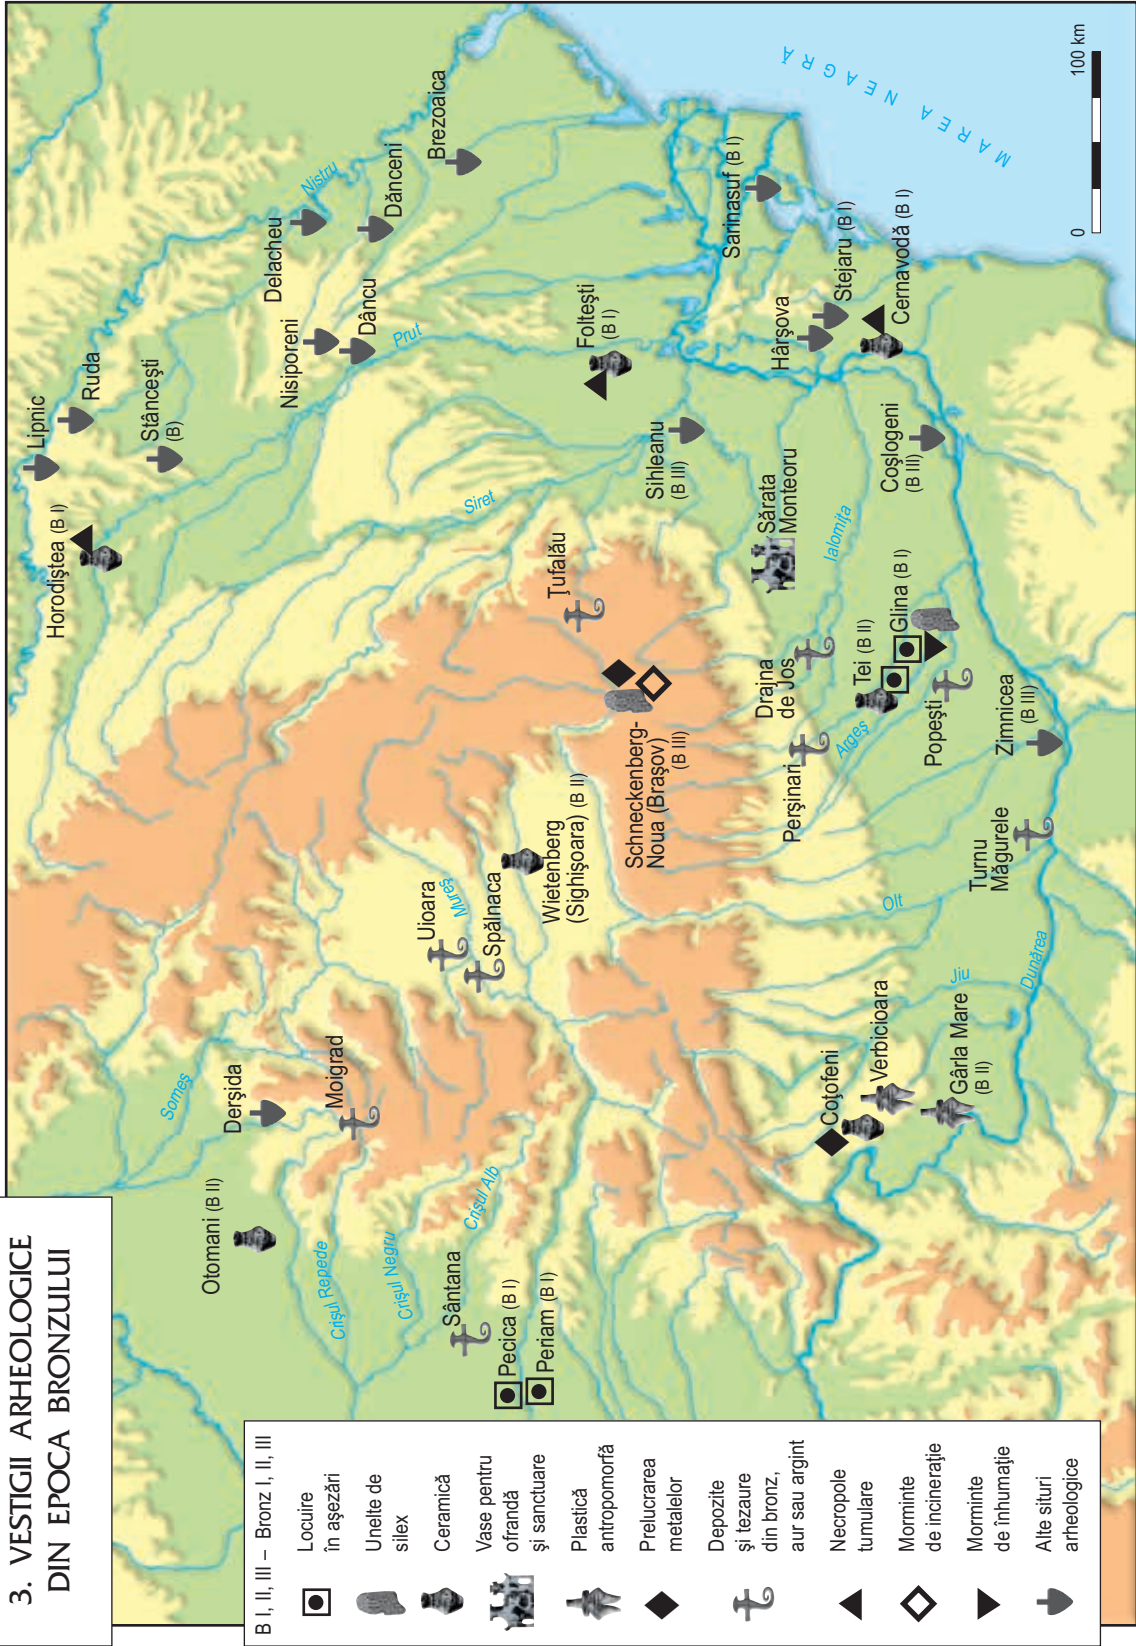 3. VESTIGII ARHEOLOGICE
DIN EPOCA BRONZULUI
B I, II, III – Bronz I, II, III
Locuire
în aşezări
Unelte de
silex
Ceramică
Vase pentru
ofrandă
şi sanctuare
Plastică
antropomorfă
Prelucrarea
metalelor
Depozite
şi tezaure
din bronz,
aur sau argint
Necropole
tumulare
Morminte
de incineraţie
Morminte
de înhumaţie
Alte situri
arheologice
Otomani (B II)
Derşida
Someş
Moigrad
Crişul Repede
Crişul Negru
Crişul Alb
Sântana
Pecica (B I)
Periam (B I)
Uioara
Mureş
Spălnaca
Wietenberg
(Sighişoara) (B II)
Horodiştea (B I)
Lipnic
Ruda
Stânceşti
(B)
Nisiporeni
Dâncu
Delacheu
Nistru
Dănceni
Brezoaica
Prut
Siret
Folteşti
(B I)
Ţufalău
Schneckenberg-
Noua (Braşov)
(B III)
Sihleanu
(B III)
Sărata
Monteoru
Sarinasuf (B I)
Hârşova
Stejaru (B I)
Cernavodă (B I)
Coşlogeni
(B III)
Ialomiţa
Drajna
de Jos
Perşinari
Argeş
Tei (B II)
Glina (B I)
Popeşti
Zimnicea
(B III)
Turnu
Măgurele
Olt
Jiu
Dunărea
Coţofeni
Verbicioara
Gârla Mare
(B II)
MAREA NEAGRĂ
0
100 km